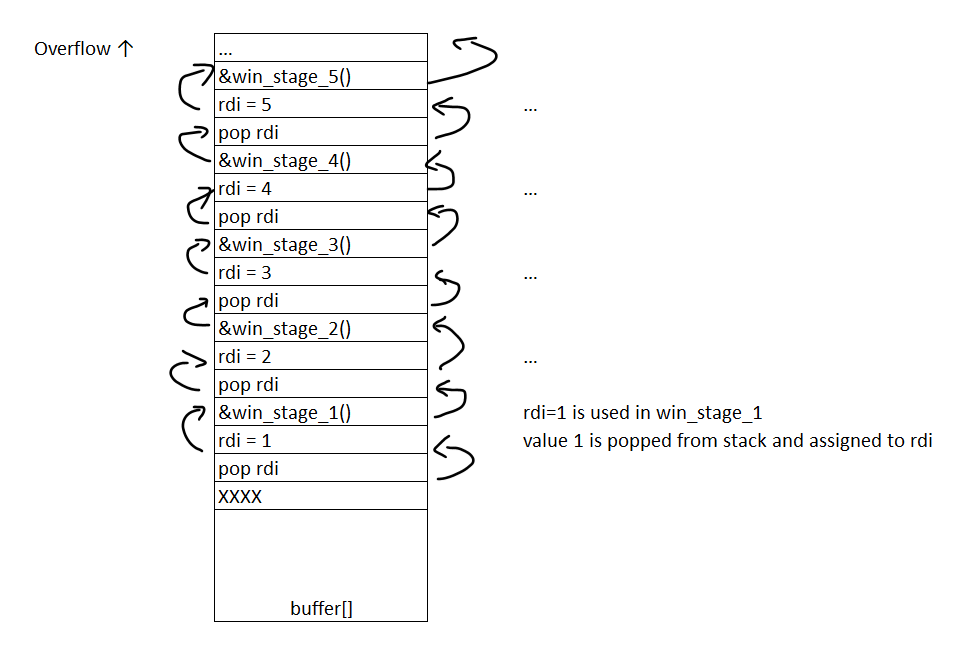 Overflow ↑
...
&win_stage_5()
rdi = 5
...
pop rdi
&win_stage_4()
rdi = 4
...
pop rdi
&win_stage_3()
rdi = 3
...
pop rdi
&win_stage_2()
rdi = 2
...
pop rdi
&win_stage_1()
rdi=1 is used in win_stage_1
rdi = 1
value 1 is popped from stack and assigned to rdi
pop rdi
XXXX
buffer[]